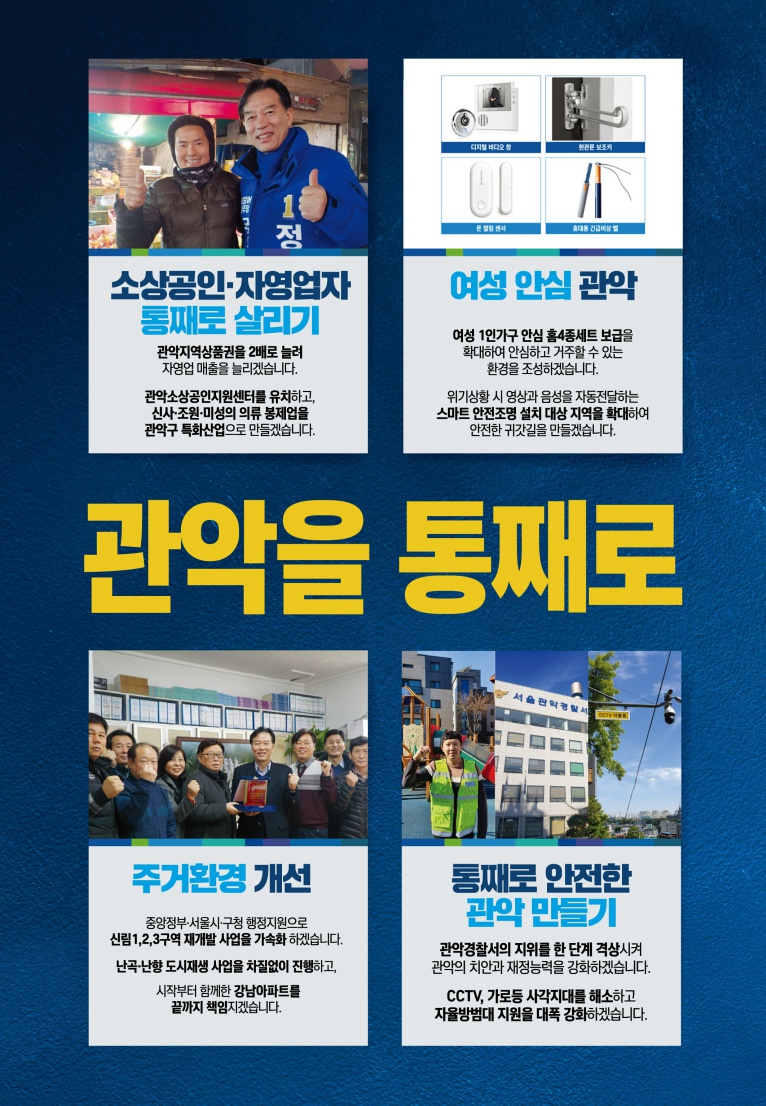 1
정
디지털 비디오 창
현관문 보조키
문 열림 센서
휴대용 긴급비상 벨
소상공인·자영업자
통째로 살리기
관악지역상품권을 2배로 늘려
자영업 매출을 늘리겠습니다.
관악소상공인지원센터를 유치하고,
신사·조원·미성의 의류 봉제업을
관악구 특화산업으로 만들겠습니다.
여성 안심 관악
여성 1인가구 안심 홈4종세트 보급을
확대하여 안심하고 거주할 수 있는
환경을 조성하겠습니다.
위기상황 시 영상과 음성을 자동전달하는
스마트 안전조명 설치 대상 지역을 확대하여
안전한 귀갓길을 만들겠습니다.
관악을 통째로
주거환경 개선
중앙정부·서울시·구청 행정지원으로
신림1,2,3구역 재개발 사업을 가속화 하겠습니다.
난곡·난향 도시재생 사업을 차질없이 진행하고,
시작부터 함께한 강남아파트를
끝까지 책임지겠습니다.
서울관악경찰서
CCTV 작동중
통째로 안전한
관악 만들기
관악경찰서의 지위를 한 단계 격상시켜
관악의 치안과 재정능력을 강화하겠습니다.
CCTV, 가로등 사각지대를 해소하고
자율방범대 지원을 대폭 강화하겠습니다.